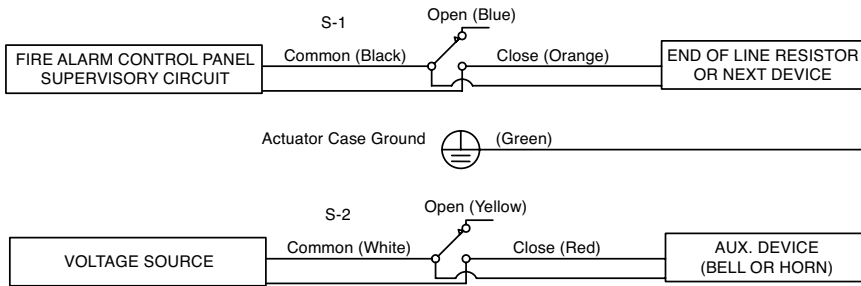 S-1
Open (Blue)
FIRE ALARM CONTROL PANEL
SUPERVISORY CIRCUIT
Common (Black)
Close (Orange)
END OF LINE RESISTOR
OR NEXT DEVICE
Actuator Case Ground
(Green)
S-2
Open (Yellow)
VOLTAGE SOURCE
Common (White)
Close (Red)
AUX. DEVICE
(BELL OR HORN)